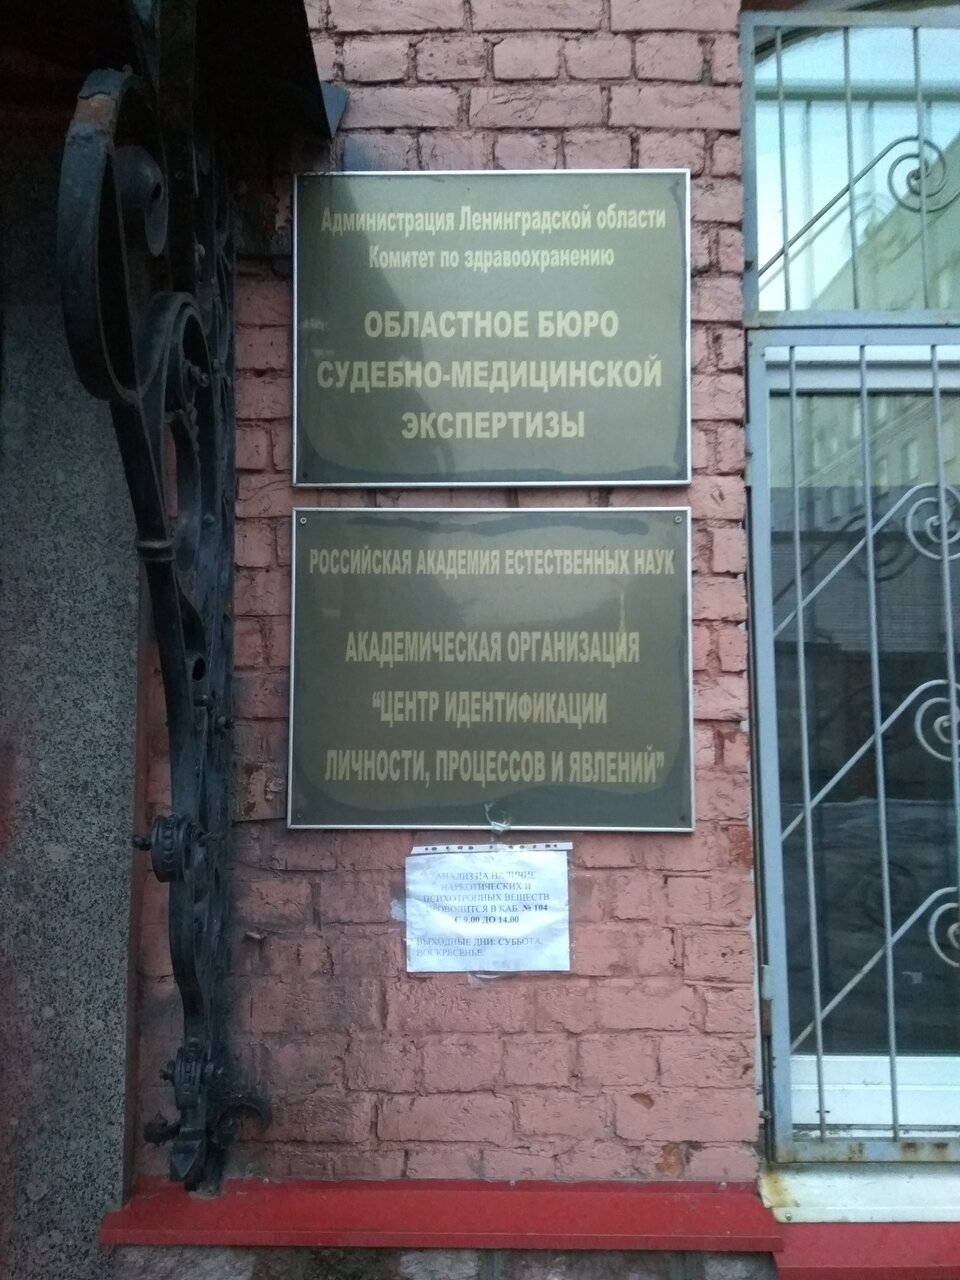 Администрация Ленинградской области
Комитет по здравоохранению
ОБЛАСТНОЕ БЮРО
СУДЕБНО-МЕДИЦИНСКОЙ
ЭКСПЕРТИЗЫ
РОССИЙСКАЯ АКАДЕМИЯ ЕСТЕСТВЕННЫХ НАУК
АКАДЕМИЧЕСКАЯ ОРГАНИЗАЦИЯ
“ЦЕНТР ИДЕНТИФИКАЦИИ
ЛИЧНОСТИ, ПРОЦЕССОВ И ЯВЛЕНИЙ”
АНАЛИЗ НА НАЛИЧИЕ
НАРКОТИЧЕСКИХ И
ПСИХОТРОПНЫХ ВЕЩЕСТВ
ПРОВОДИТСЯ В КАБ. № 104
С 9.00 ДО 14.00
ВЫХОДНЫЕ ДНИ: СУББОТА,
ВОСКРЕСЕНЬЕ.